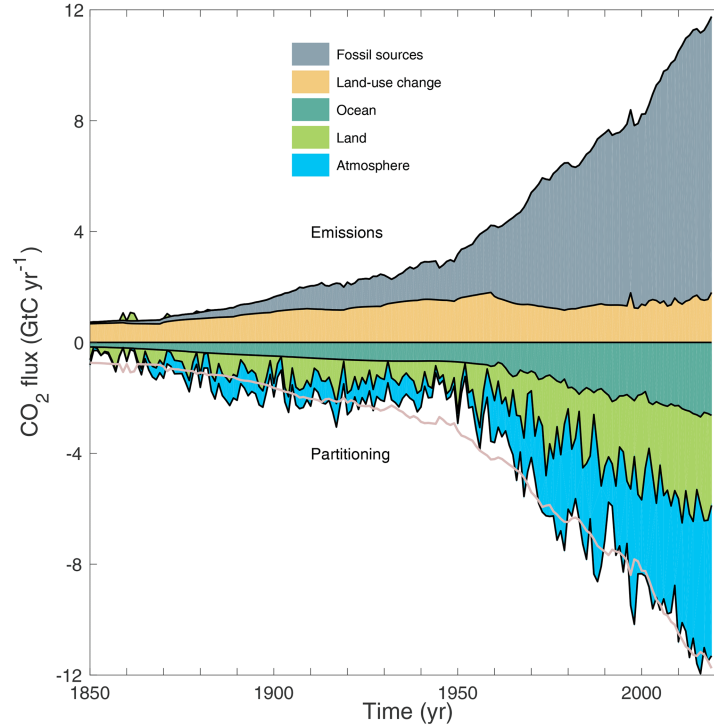 12
8
4
0
-4
-8
-12
CO2 flux (GtC yr-1)
Fossil sources
Land-use change
Ocean
Land
Atmosphere
Emissions
Partitioning
1850
1900
1950
2000
Time (yr)